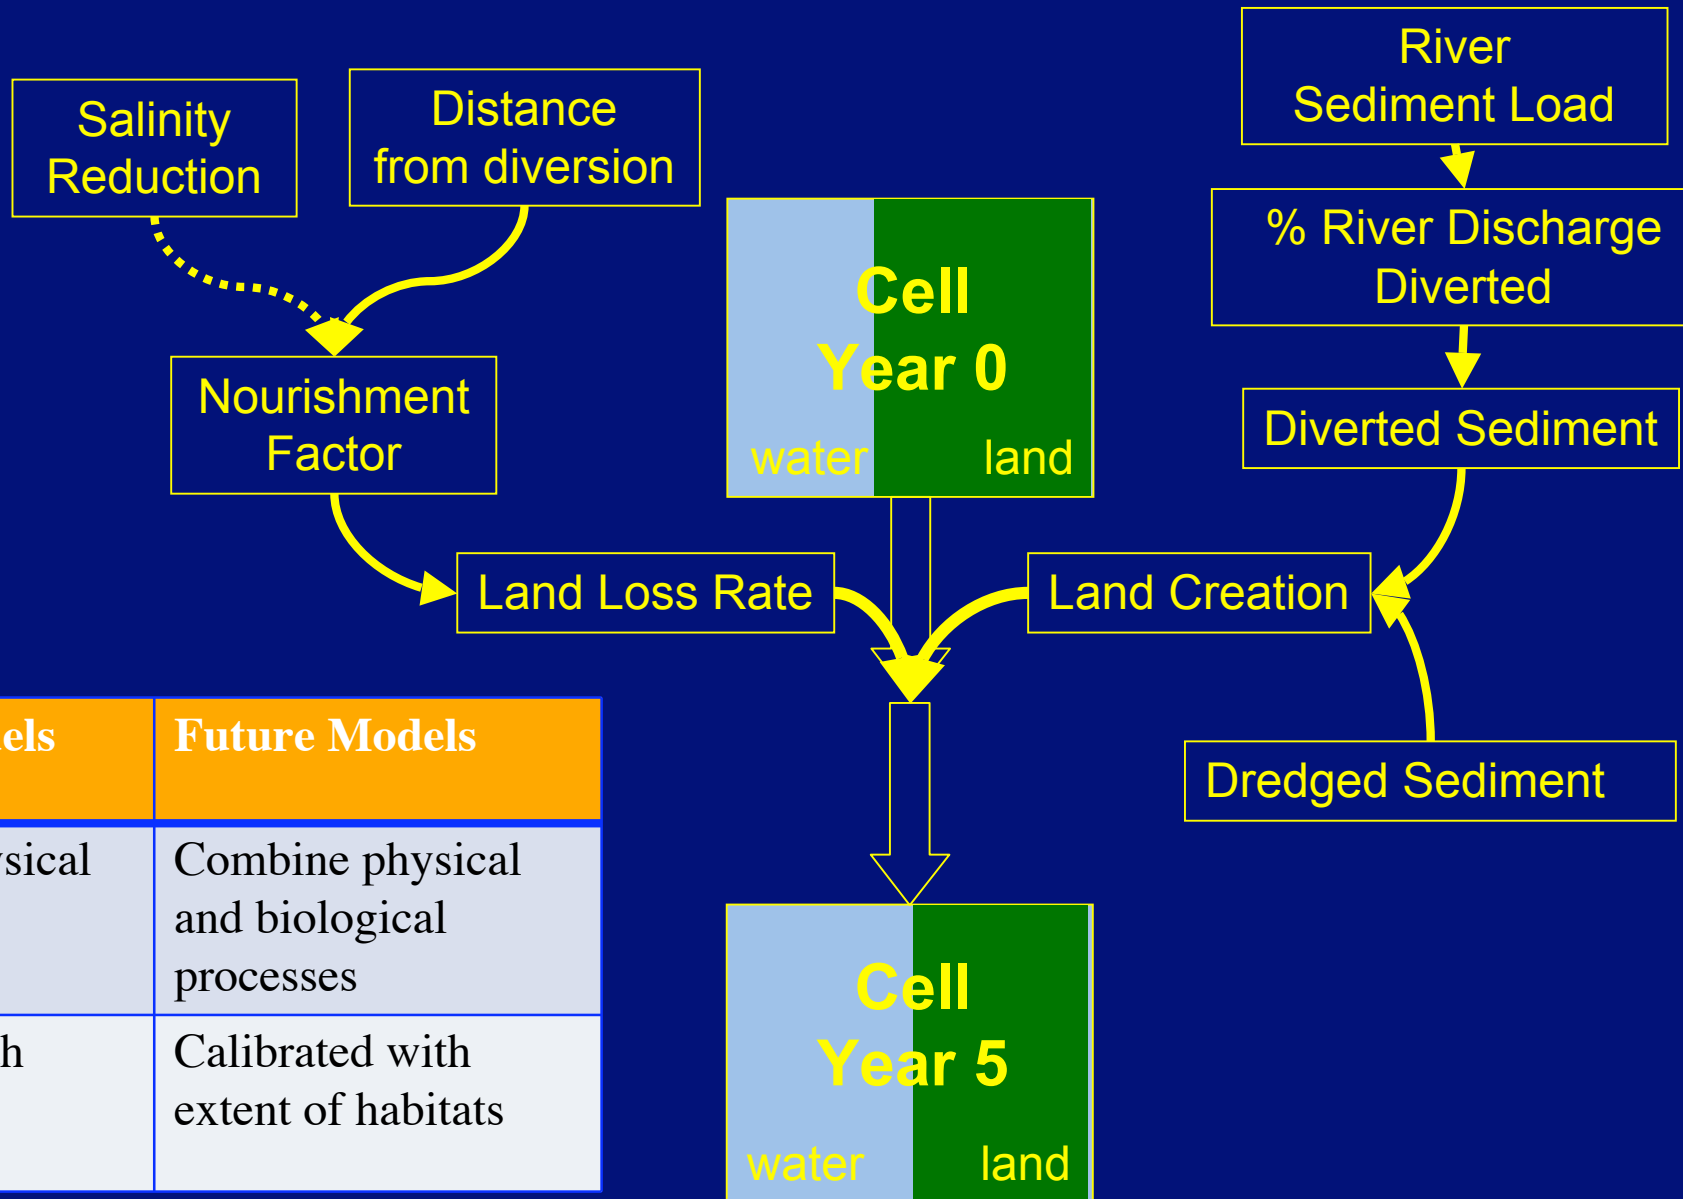 Salinity
Reduction
Distance
from diversion
River
Sediment Load
% River Discharge
Diverted
Cell
Year 0
water
land
Nourishment
Factor
Diverted Sediment
Land Loss Rate
Land Creation
Dredged Sediment
Future Models
Combine physical
and biological
processes
Calibrated with
extent of habitats
Cell
Year 5
water
land